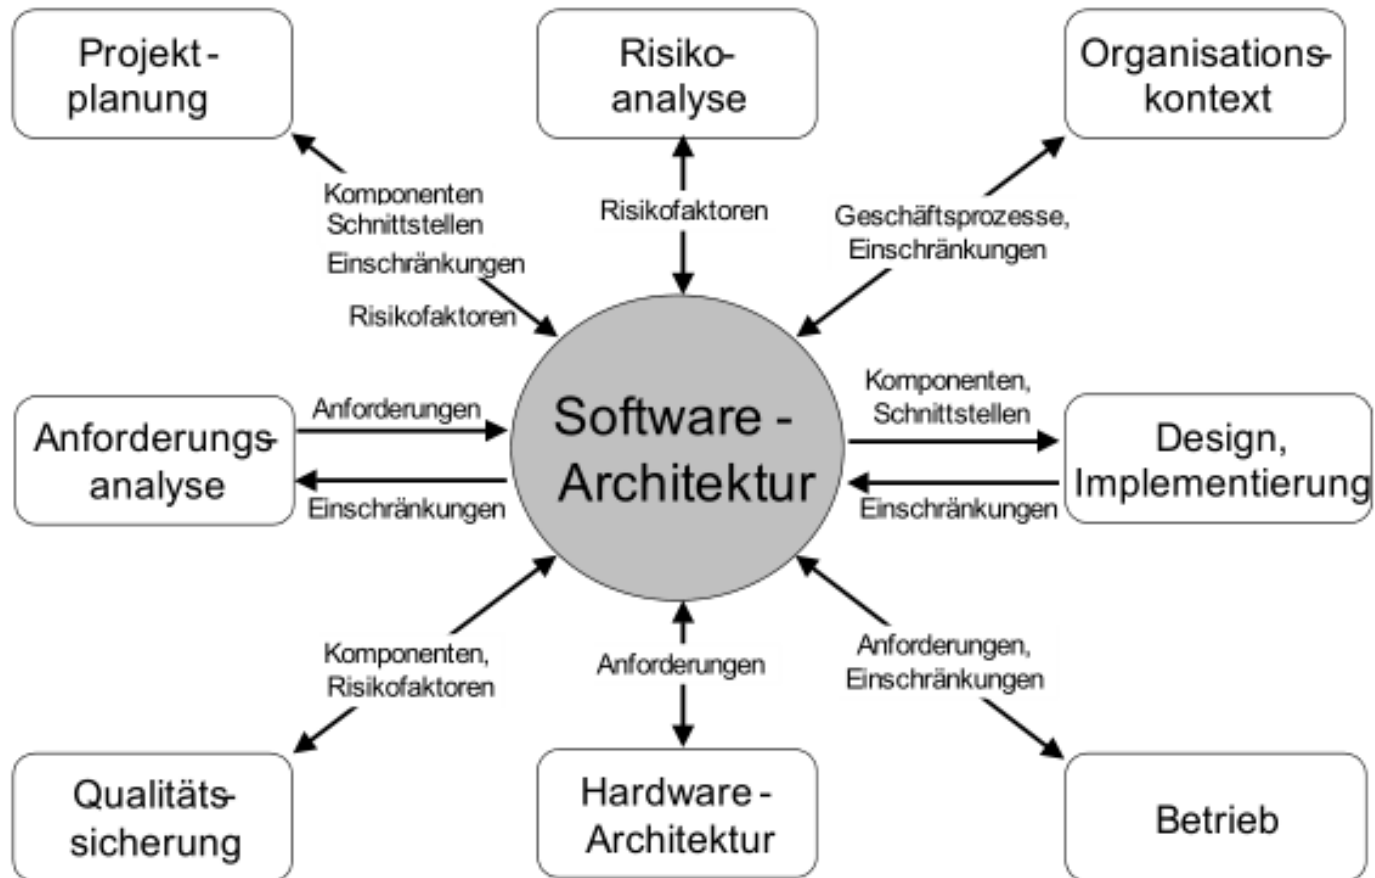 Projekt-
planung
Risiko-
analyse
Organisations-
kontext
Komponenten
Schnittstellen
Einschränkungen
Risikofaktoren
Risikofaktoren
Geschäftsprozesse,
Einschränkungen
Anforderungs-
analyse
Anforderungen
Einschränkungen
Software-
Architektur
Komponenten,
Schnittstellen
Einschränkungen
Design,
Implementierung
Komponenten,
Risikofaktoren
Anforderungen
Anforderungen,
Einschränkungen
Qualitäts-
sicherung
Hardware-
Architektur
Betrieb